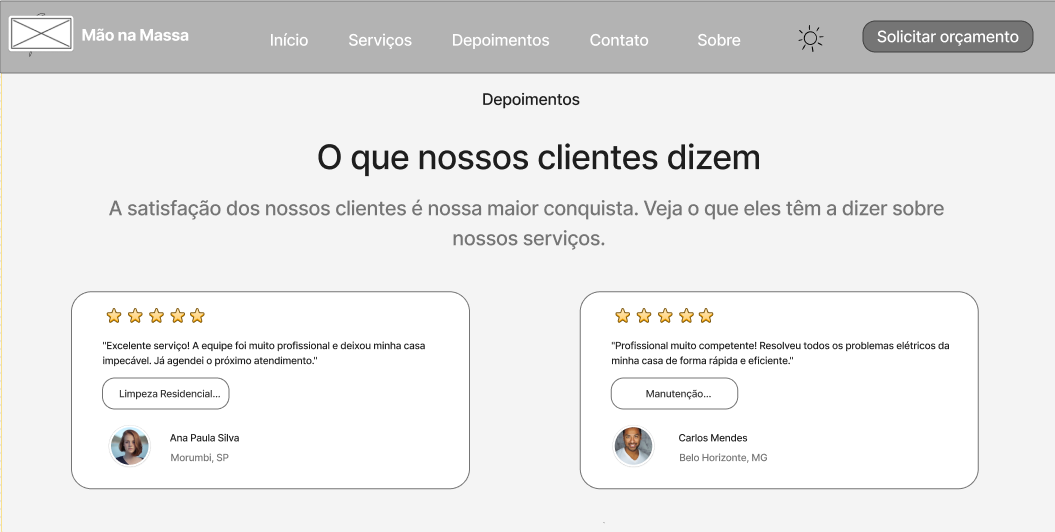 Mão na Massa
Início
Serviços
Depoimentos
Contato
Sobre
Solicitar orçamento
Depoimentos
O que nossos clientes dizem
A satisfação dos nossos clientes é nossa maior conquista. Veja o que eles têm a dizer sobre
nossos serviços.
"Excelente serviço! A equipe foi muito profissional e deixou minha casa
impecável. Já agendei o próximo atendimento."
Limpeza Residencial...
Ana Paula Silva
Morumbi, SP
"Profissional muito competente! Resolveu todos os problemas elétricos da
minha casa de forma rápida e eficiente."
Manutenção...
Carlos Mendes
Belo Horizonte, MG